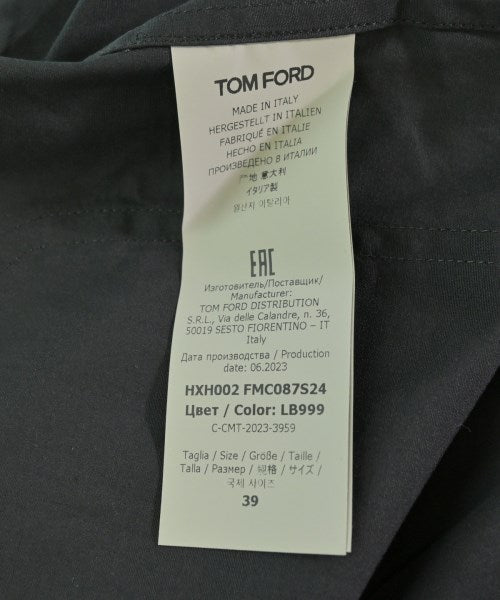 TOM FORD
MADE IN ITALY
HERGESTELLT IN ITALIEN
FABRIQUÉ EN ITALIE
HECHO EN ITALIA
ПРОИЗВЕДЕНО В ИТАЛИИ
产地 意大利
イタリア製
원산지 이탈리아
EAC
Изготовитель/Поставщик/
Manufacturer:
TOM FORD DISTRIBUTION
S.R.L., Via delle Calandre, n. 36,
50019 SESTO FIORENTINO – IT
Italy
Дата производства / Production
date: 06.2023
HXH002 FMC087S24
Цвет / Color: LB999
C-CMT-2023-3959
Taglia / Size / Größe / Taille /
Talla / Размер / 规格 / サイズ /
국제 사이즈
39